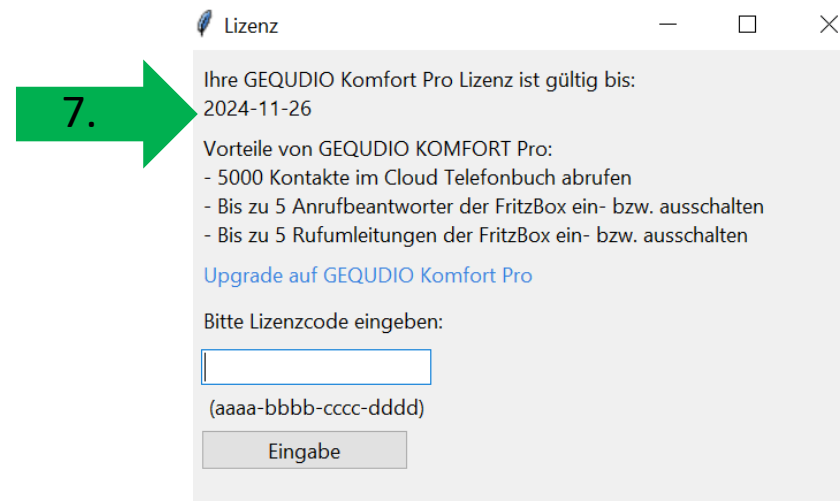 Lizenz
7.
Ihre GEQUDIO Komfort Pro Lizenz ist gültig bis:
2024-11-26
Vorteile von GEQUDIO KOMFORT Pro:
- 5000 Kontakte im Cloud Telefonbuch abrufen
- Bis zu 5 Anrufbeantworter der FritzBox ein- bzw. ausschalten
- Bis zu 5 Rufumleitungen der FritzBox ein- bzw. ausschalten
Upgrade auf GEQUDIO Komfort Pro
Bitte Lizenzcode eingeben:
(aaaa-bbbb-cccc-dddd)
Eingabe